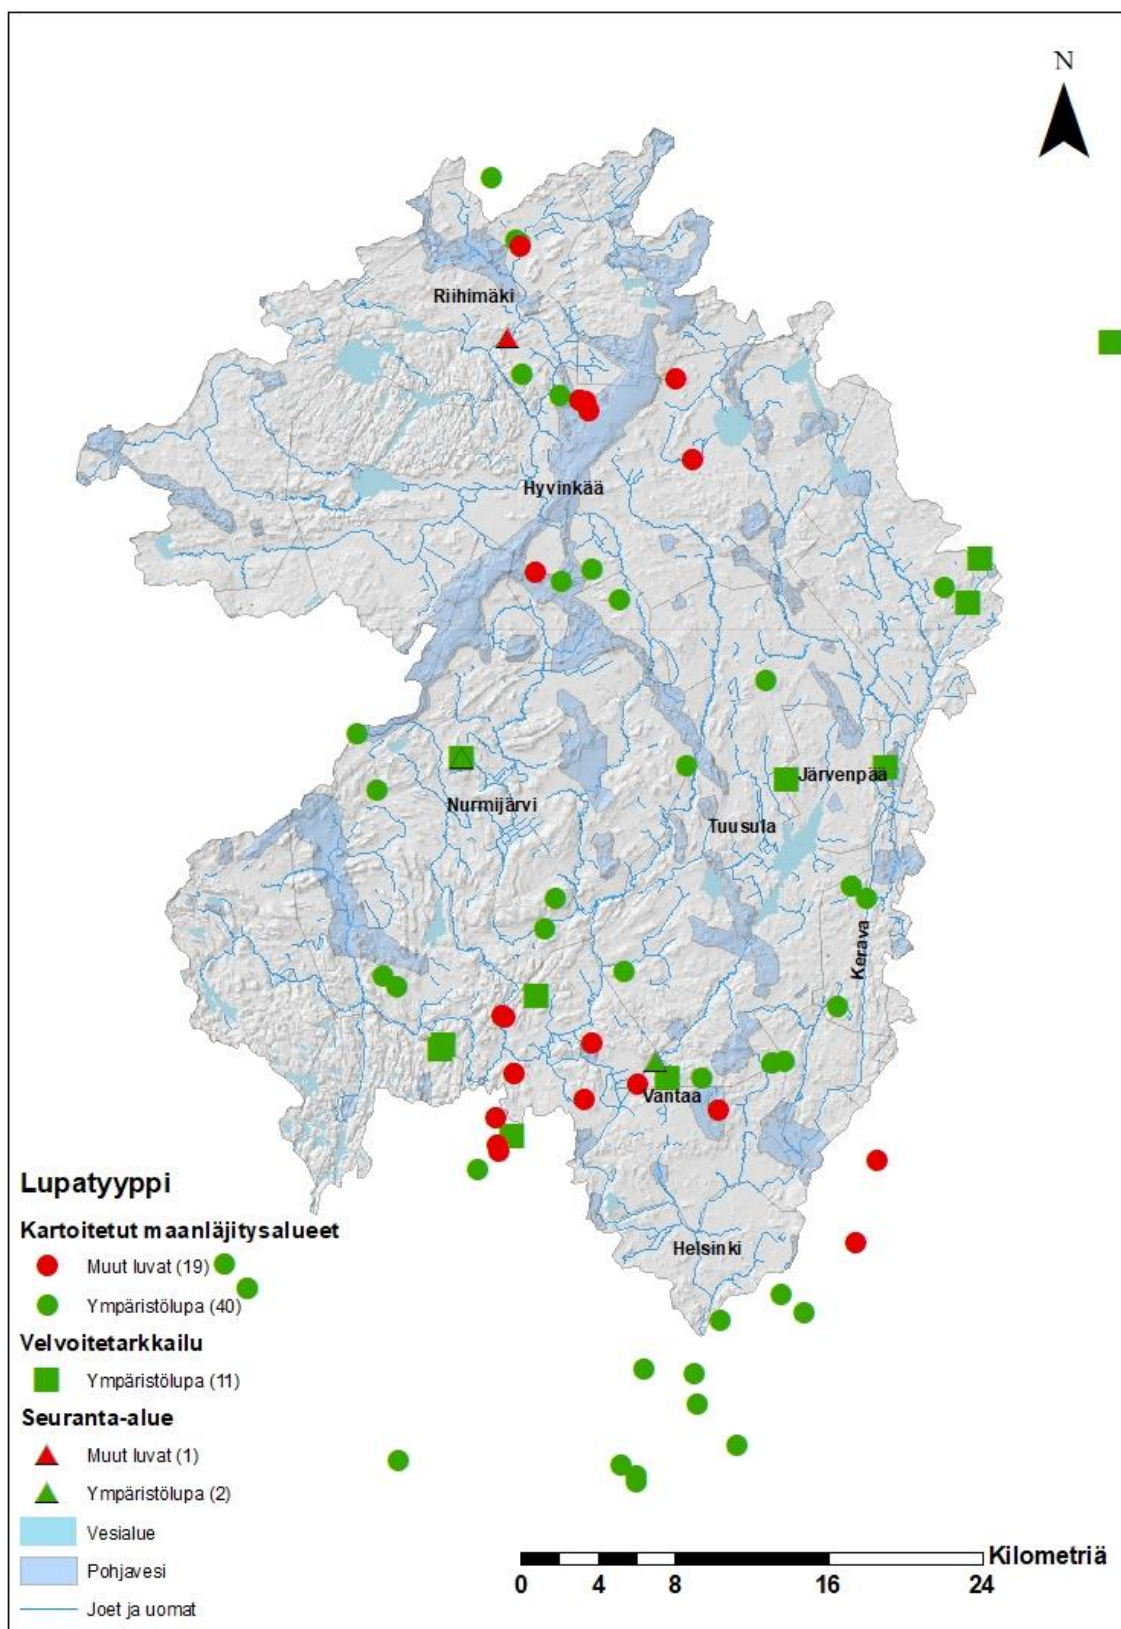 N
Riihimäki
Hyvinkää
Järvenpää
Nurmijärvi
Tuusula
Kerava
Vantaa
Helsinki
Lupatyyppi
Kartoitetut maanläjitysalueet
Muut luvat (19)
Ympäristölupa (40)
Velvoitetarkkailu
Ympäristölupa (11)
Seuranta-alue
Muut luvat (1)
Ympäristölupa (2)
Vesialue
Pohjavesi
Joet ja uomat
Kilometriä
0 4 8 16 24